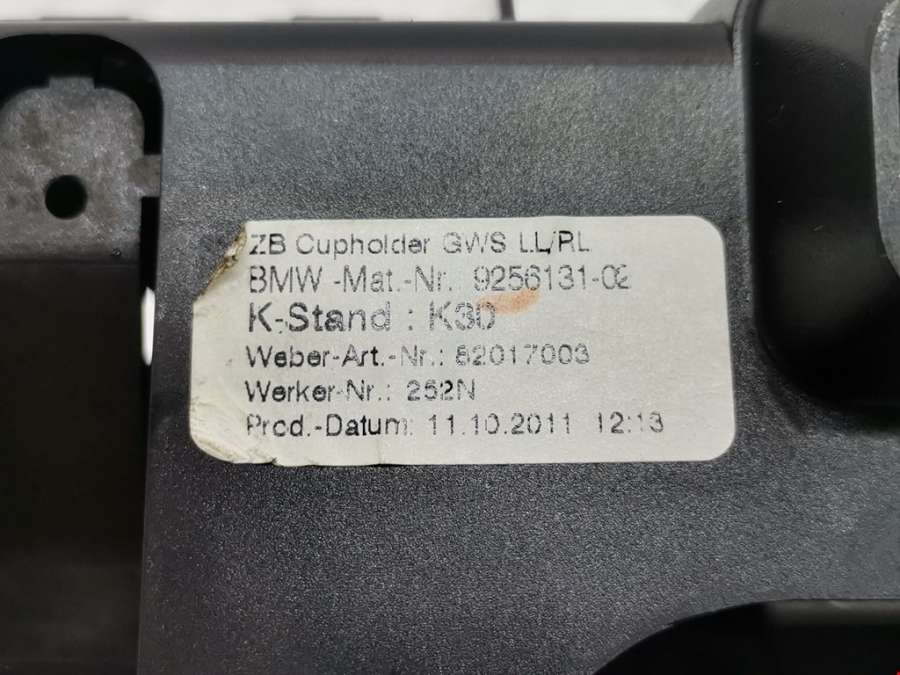 ZB Cupholder GWS LL/RL
BMW -Mat.-Nr.: 9256131-02
K-Stand : K30
Weber-Art.-Nr.: 82017003
Werker-Nr.: 252N
Prod.-Datum: 11.10.2011 12:13